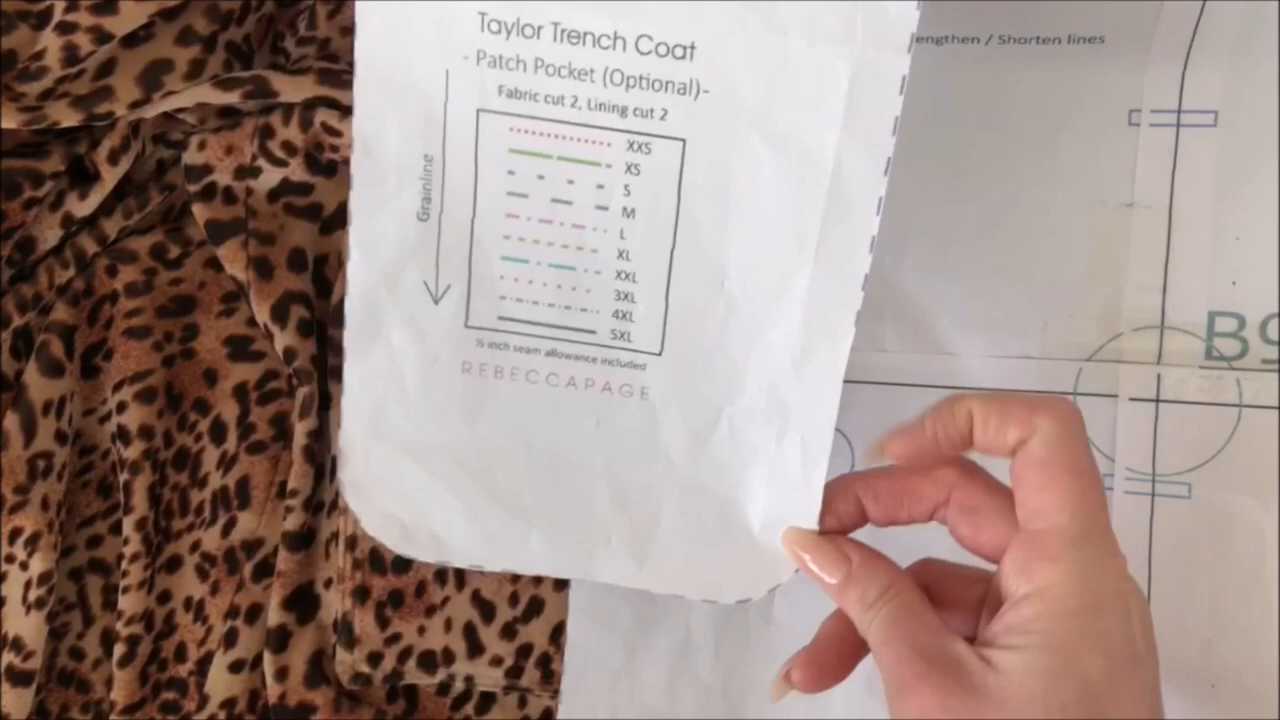 Taylor Trench Coat
- Patch Pocket (Optional)-
Fabric cut 2, Lining cut 2
Grainline
XXS
XS
S
M
L
XL
XXL
3XL
4XL
5XL
½ inch seam allowance included
REBECCAPAGE
engthen / Shorten lines
B9